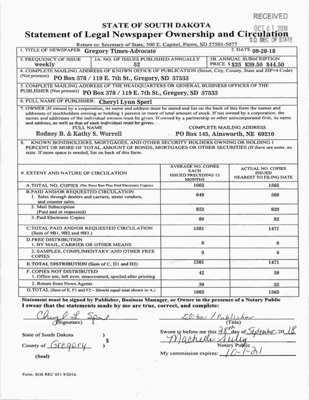 RECEIVED
OCT 01 2018
S.D. SEC OF STATE
STATE OF SOUTH DAKOTA
Statement of Legal Newspaper Ownership and Circulation
Return to: Secretary of State, 500 E. Capitol, Pierre, SD 57501-5077
1. TITLE OF NEWSPAPER Gregory Times-Advocate
2. DATE 09-28-18
3. FREQUENCY OF ISSUE
weekly
3A. NO. OF ISSUES PUBLISHED ANNUALLY
52
3B. ANNUAL SUBSCRIPTION
PRICE $ $35 $39.50 $44.50
4. COMPLETE MAILING ADDRESS OF KNOWN OFFICE OF PUBLICATION (Street, City, County, State and ZIP+4 Code)
(Not printers) PO Box 378 / 119 E. 7th St., Gregory, SD 57533
5. COMPLETE MAILING ADDRESS OF THE HEADQUARTERS OR GENERAL BUSINESS OFFICES OF THE
PUBLISHER (Not printer) PO Box 378 / 119 E. 7th St., Gregory, SD 57533
6. FULL NAME OF PUBLISHER: Cheryl Lynn Sperl
7. OWNER (If owned by a corporation, its name and address must be stated and list on the back of this form the names and
addresses of stockholders owning or holding 1 percent or more of total amount of stock. If not owned by a corporation, the
names and addresses of the individual owners must be given. If owned by a partnership or other unincorporated firm, its name
and address, as well as that of each individual must be given.)
FULL NAME
COMPLETE MAILING ADDRESS
Rodney B. & Kathy S. Worrell
PO Box 145, Ainsworth, NE 69210
8. KNOWN BONDHOLDERS, MORTGAGEES, AND OTHER SECURITY HOLDERS OWNING OR HOLDING 1
PERCENT OR MORE OF TOTAL AMOUNT OF BONDS, MORTGAGES OR OTHER SECURITIES (If there are none, so
state. If more space is needed, list on back of this form.
9. EXTENT AND NATURE OF CIRCULATION
AVERAGE NO. COPIES
EACH
ISSUED PRECEDING 12
MONTHS
ACTUAL NO. COPIES
ISSUED
NEAREST TO FILING DATE
A. TOTAL NO. COPIES (Net Press Run Plus Paid Electronic Copies) 1662 1565
B. PAID AND/OR REQUESTED CIRCULATION
1. Sales through dealers and carriers, street vendors,
and counter sales. 649 560
2. Mail Subscription
(Paid and or requested) 852 829
3. Paid Electronic Copies 80 82
C. TOTAL PAID AND/OR REQUESTED CIRCULATION
(Sum of 9B1, 9B2 and 9B3.) 1581 1471
D. FREE DISTRIBUTION
1. BY MAIL, CARRIER OR OTHER MEANS 0 0
2. SAMPLES, COMPLIMENTARY AND OTHER FREE
COPIES 0 0
E. TOTAL DISTRIBUTION (Sum of C, D1 and D2) 1581 1471
F. COPIES NOT DISTRIBUTED
1. Office use, left over, unaccounted, spoiled after printing 42 59
2. Return from News Agents 39 35
G. TOTAL (Sum of E, F1 and F2 – Should equal total shown in A.) 1662 1565
Statement must be signed by Publisher, Business Manager, or Owner in the presence of a Notary Public
I swear that the statements made by me are true, correct, and complete:
Cheryl L. Sperl
Editor / Publisher
(Signature)
(Title)
State of South Dakota )
Sworn to before me this 28th day of September 20 18
County of Gregory )
Notary Public
(Seal)
My commission expires: 10-1-21
Form: SOS REC 051 9/2016